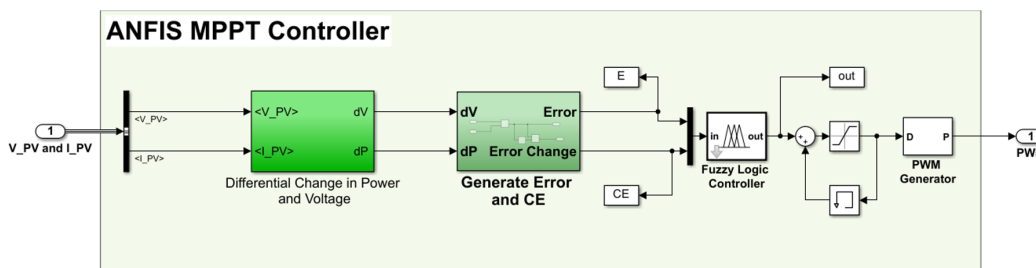 ANFIS MPPT Controller
1
V_PV and I_PV
<V_PV>
<I_PV>
<V_PV>
dV
<I_PV>
dP
Differential Change in Power
and Voltage
dV
Error
dP
Error Change
Generate Error
and CE
E
CE
in
out
Fuzzy Logic
Controller
out
+
+
D
P
PWM
Generator
1
PW